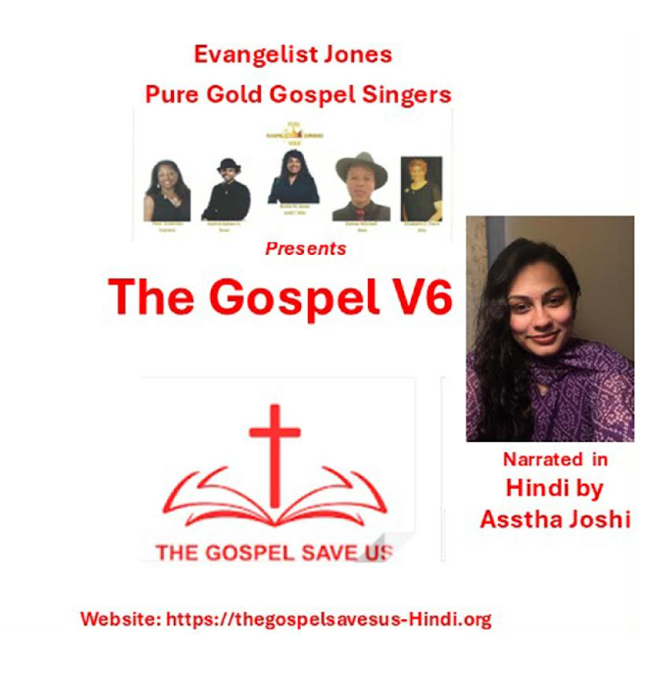 Evangelist Jones
Pure Gold Gospel Singers
Presents
The Gospel V6
Narrated in
Hindi by
Asstha Joshi
THE GOSPEL SAVE US
Website: https://thegospelsavesus-Hindi.org